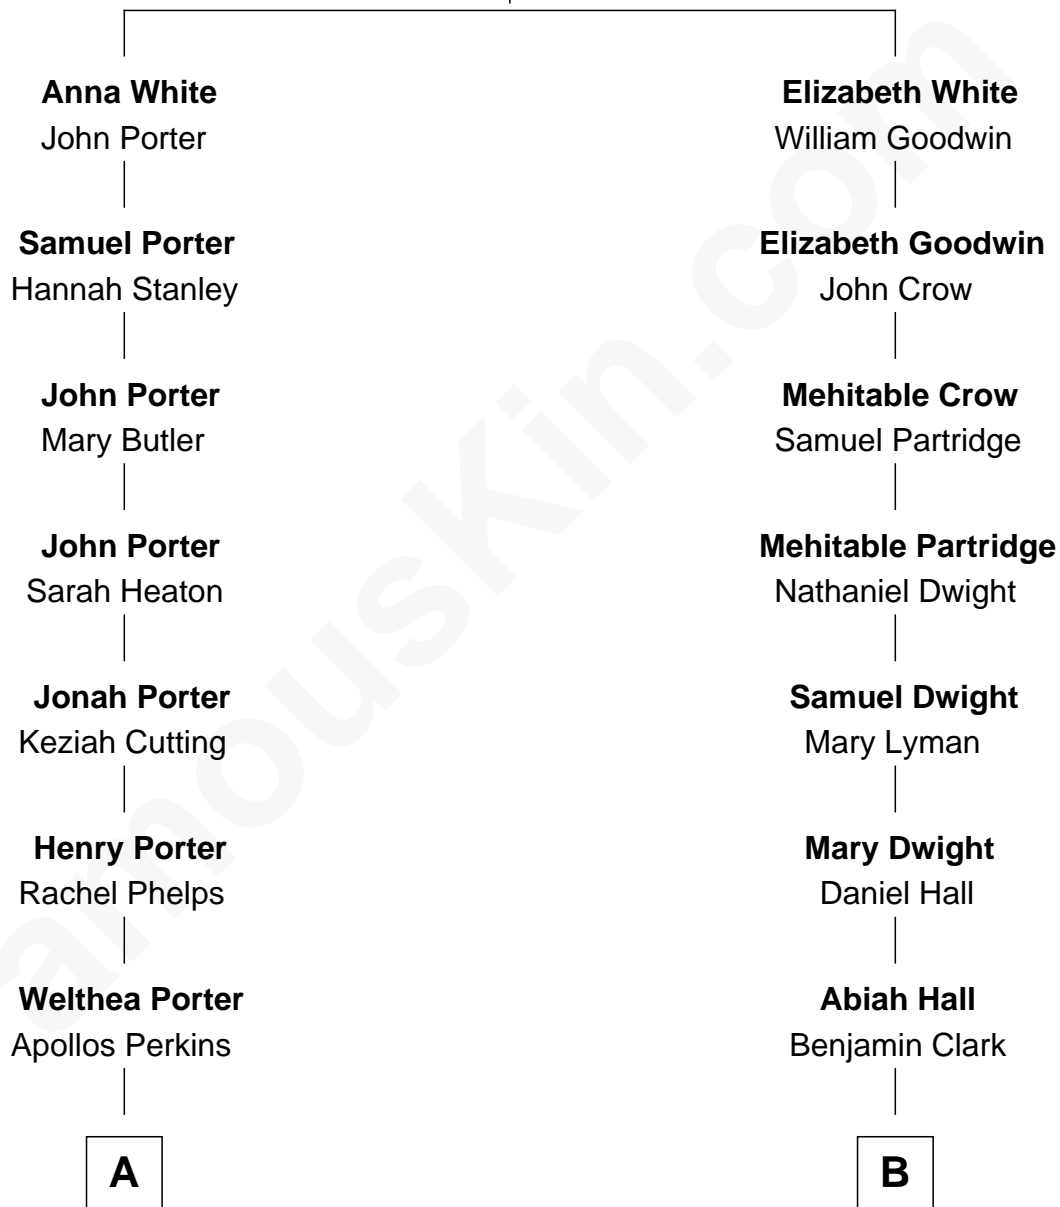 Anna White
John Porter
Elizabeth White
William Goodwin
Samuel Porter
Hannah Stanley
Elizabeth Goodwin
John Crow
John Porter
Mary Butler
Mehitable Crow
Samuel Partridge
John Porter
Sarah Heaton
Mehitable Partridge
Nathaniel Dwight
Jonah Porter
Keziah Cutting
Samuel Dwight
Mary Lyman
Henry Porter
Rachel Phelps
Mary Dwight
Daniel Hall
Welthea Porter
Apollos Perkins
Abiah Hall
Benjamin Clark
A
B
amouskin.com